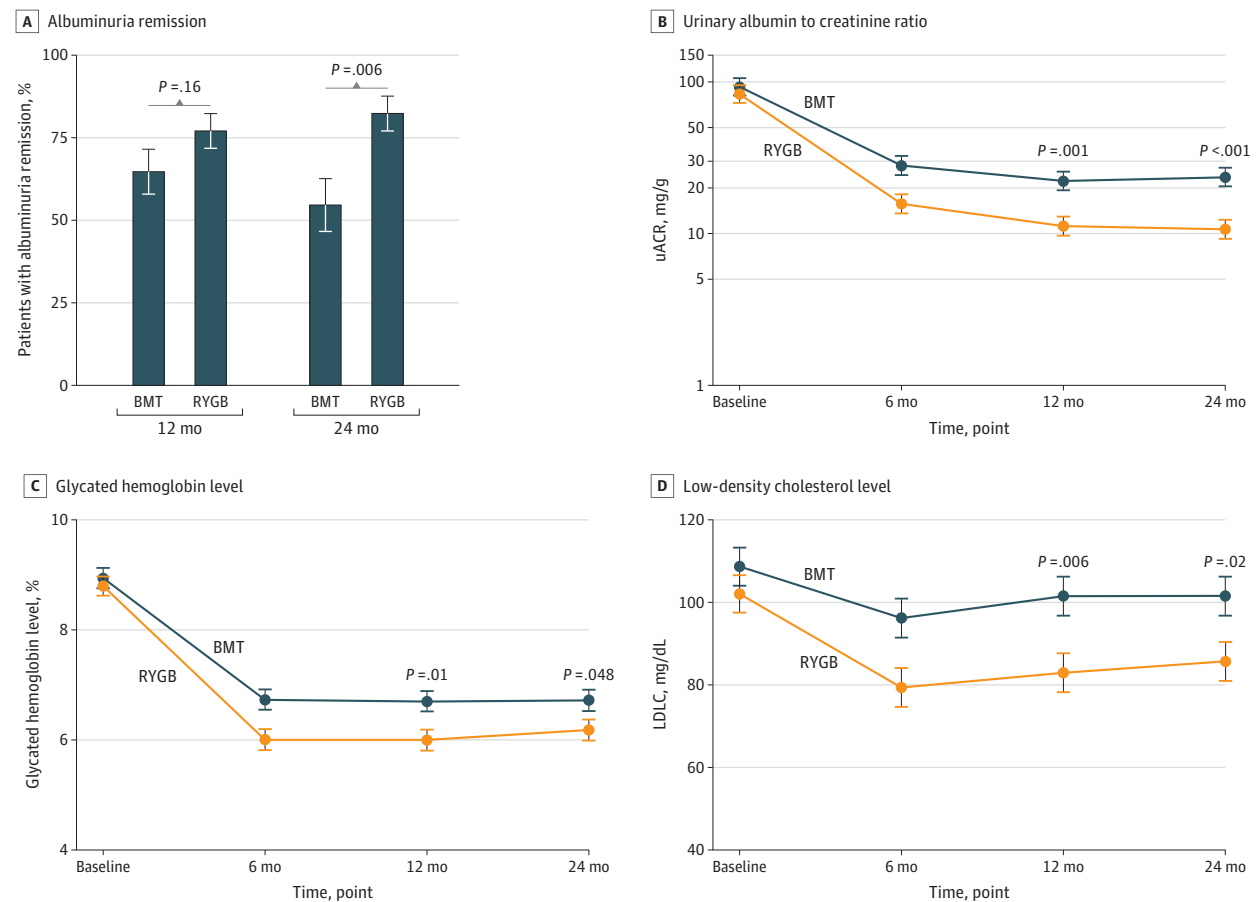 A Albuminuria remission
Patients with albuminuria remission, %
100
75
50
25
0
P =.16
P =.006
BMT RYGB BMT RYGB
12 mo 24 mo
B Urinary albumin to creatinine ratio
uACR, mg/g
150
100
50
30
20
10
5
1
BMT
RYGB
P =.001
P <.001
Baseline 6 mo 12 mo 24 mo
Time, point
C Glycated hemoglobin level
Glycated hemoglobin level, %
10
8
6
4
BMT
RYGB
P =.01
P =.048
Baseline 6 mo 12 mo 24 mo
Time, point
D Low-density cholesterol level
LDLC, mg/dL
120
100
80
60
40
BMT
RYGB
P =.006
P =.02
Baseline 6 mo 12 mo 24 mo
Time, point